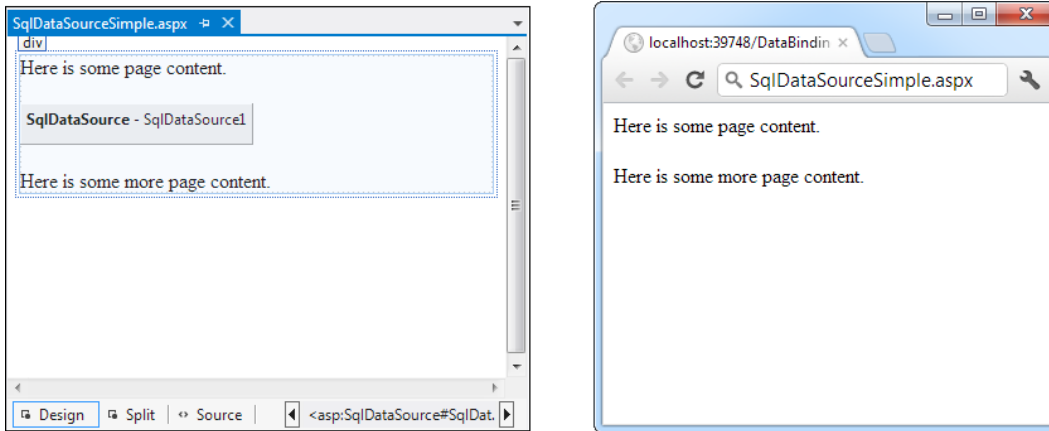 SqlDataSourceSimple.aspx
div
Here is some page content.
SqlDataSource - SqlDataSource1
Here is some more page content.
Design Split Source <asp:SqlDataSource#SqlDat.
localhost:39748/DataBindin
SqlDataSourceSimple.aspx
Here is some page content.
Here is some more page content.